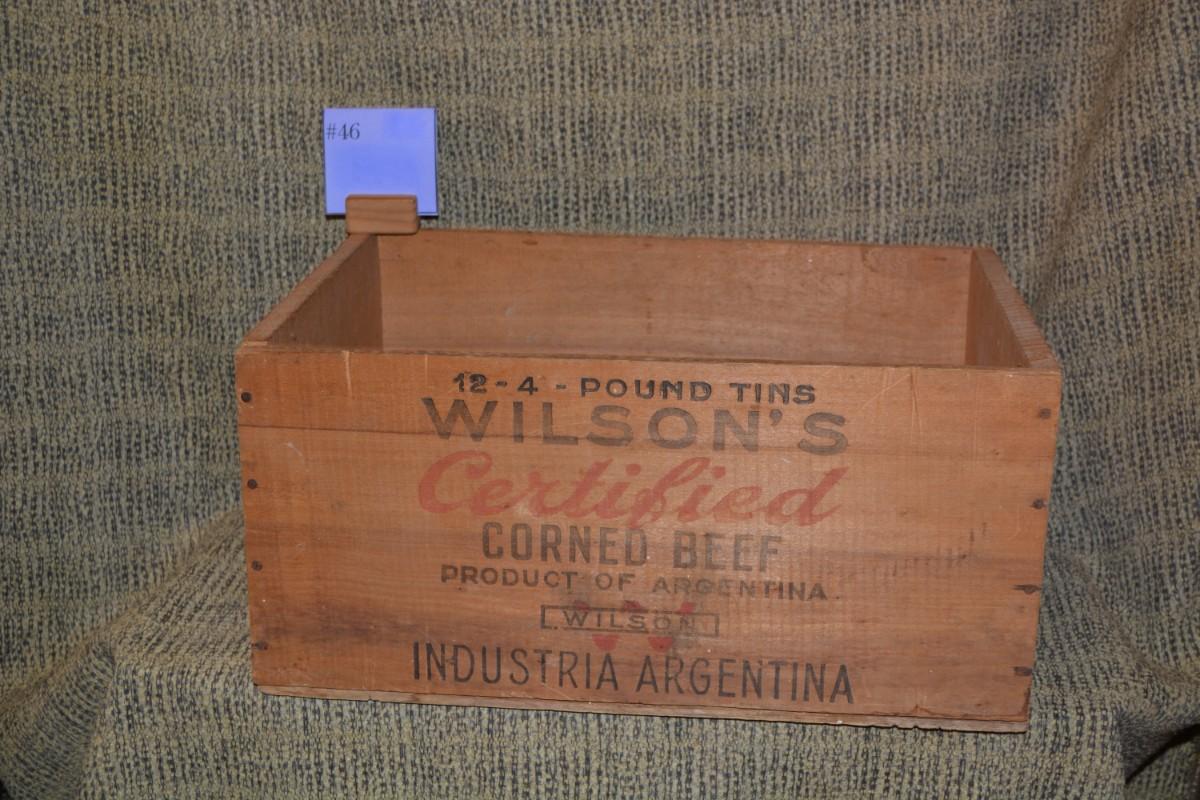 #46
12-4-POUND TINS
WILSON'S
Certified
CORNED BEEF
PRODUCT OF ARGENTINA.
WILSON
W
INDUSTRIA ARGENTINA